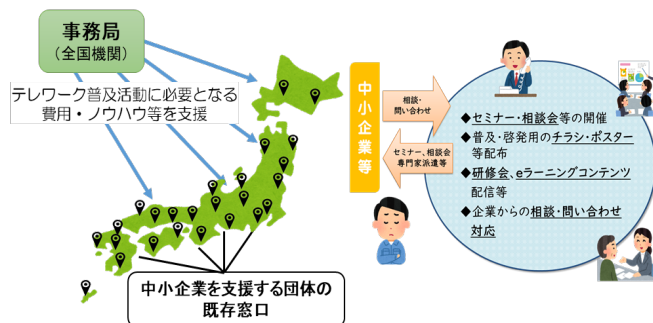 事務局
（全国機関）
テレワーク普及活動に必要となる
費用・ノウハウ等を支援
中小企業を支援する団体の
既存窓口
中小企業等
相談・
問い合わせ
セミナー、相談会
専門家派遣等
◆セミナー・相談会等の開催
◆普及・啓発用のチラシ・ポスター
等配布
◆研修会、eラーニングコンテンツ
配信等
◆企業からの相談・問い合わせ
対応